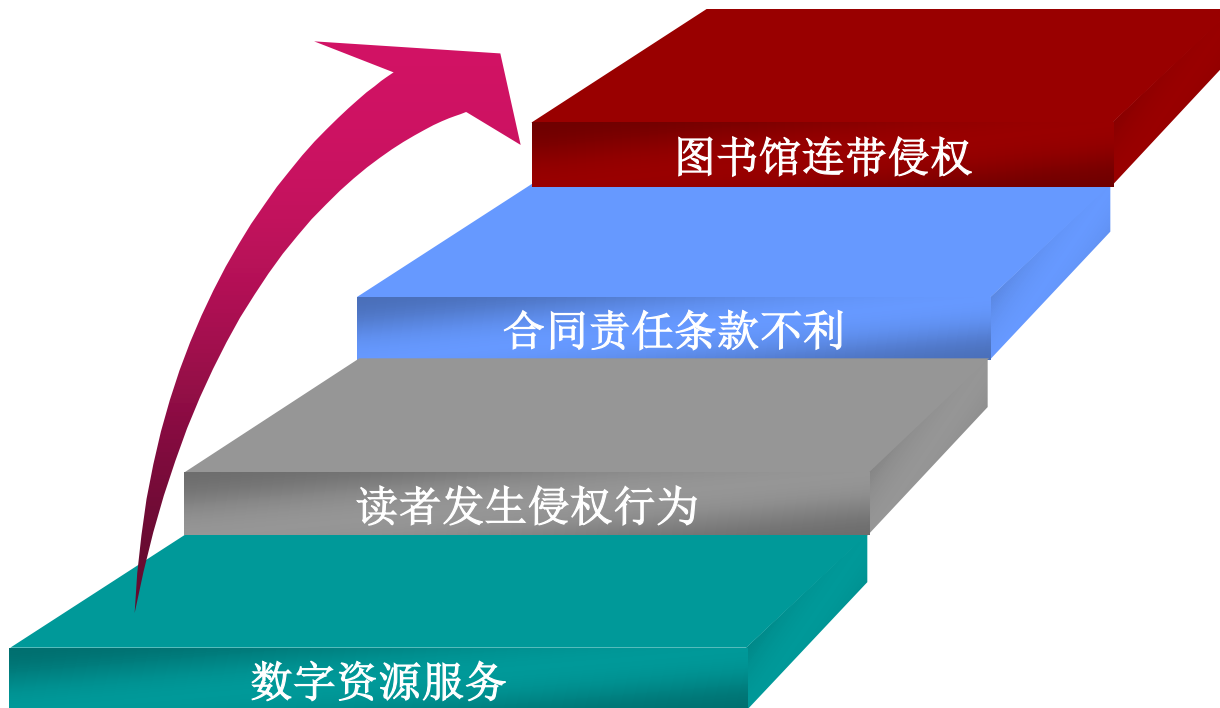 图书馆连带侵权
合同责任条款不利
读者发生侵权行为
数字资源服务